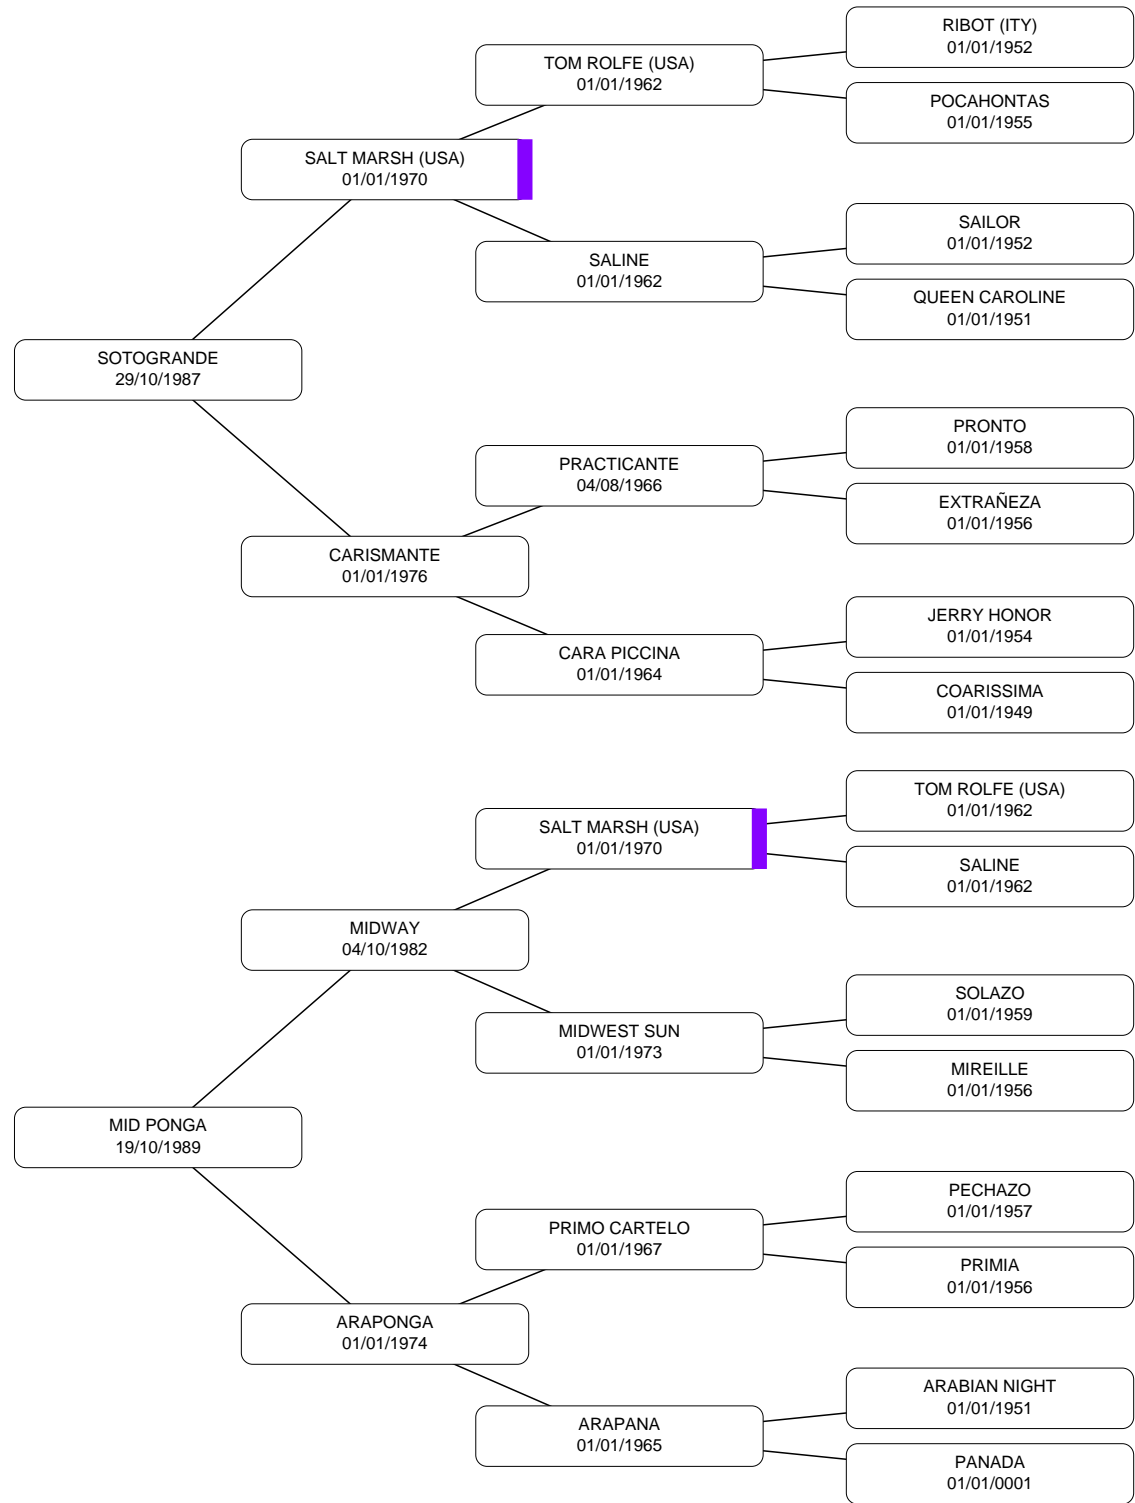 RIBOT (ITY)
01/01/1952
TOM ROLFE (USA)
01/01/1962
POCAHONTAS
01/01/1955
SALT MARSH (USA)
01/01/1970
SAILOR
01/01/1952
SALINE
01/01/1962
QUEEN CAROLINE
01/01/1951
SOTOGRANDE
29/10/1987
PRONTO
01/01/1958
PRACTICANTE
04/08/1966
EXTRAÑEZA
01/01/1956
CARISMANTE
01/01/1976
JERRY HONOR
01/01/1954
CARA PICCINA
01/01/1964
COARISSIMA
01/01/1949
TOM ROLFE (USA)
01/01/1962
SALT MARSH (USA)
01/01/1970
SALINE
01/01/1962
MIDWAY
04/10/1982
SOLAZO
01/01/1959
MIDWEST SUN
01/01/1973
MIREILLE
01/01/1956
MID PONGA
19/10/1989
PECHAZO
01/01/1957
PRIMO CARTELO
01/01/1967
PRIMIA
01/01/1956
ARAPONGA
01/01/1974
ARABIAN NIGHT
01/01/1951
ARAPANA
01/01/1965
PANADA
01/01/0001